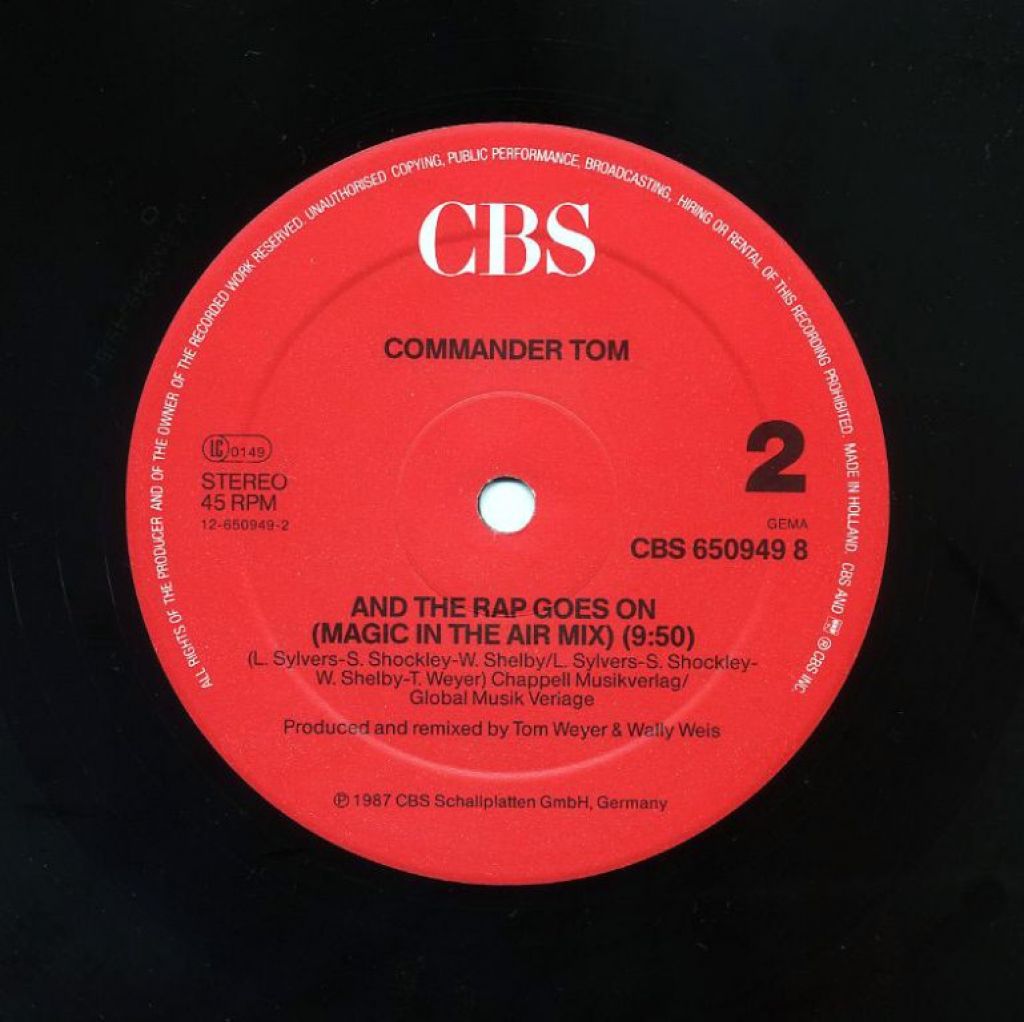 ALL RIGHTS OF THE PRODUCER AND OF THE OWNER OF THE RECORDED WORK RESERVED. UNAUTHORISED COPYING, PUBLIC PERFORMANCE, BROADCASTING, HIRING OR RENTAL OF THIS RECORDING PROHIBITED. MADE IN HOLLAND. CBS AND ® CBS INC.
CBS
COMMANDER TOM
LC 0149
STEREO
45 RPM
12-650949-2
2
GEMA
CBS 650949 8
AND THE RAP GOES ON
(MAGIC IN THE AIR MIX) (9:50)
(L. Sylvers-S. Shockley-W. Shelby/L. Sylvers-S. Shockley-
W. Shelby-T. Weyer) Chappell Musikverlag/
Global Musik Veriage
Produced and remixed by Tom Weyer & Wally Weis
℗ 1987 CBS Schallplatten GmbH, Germany